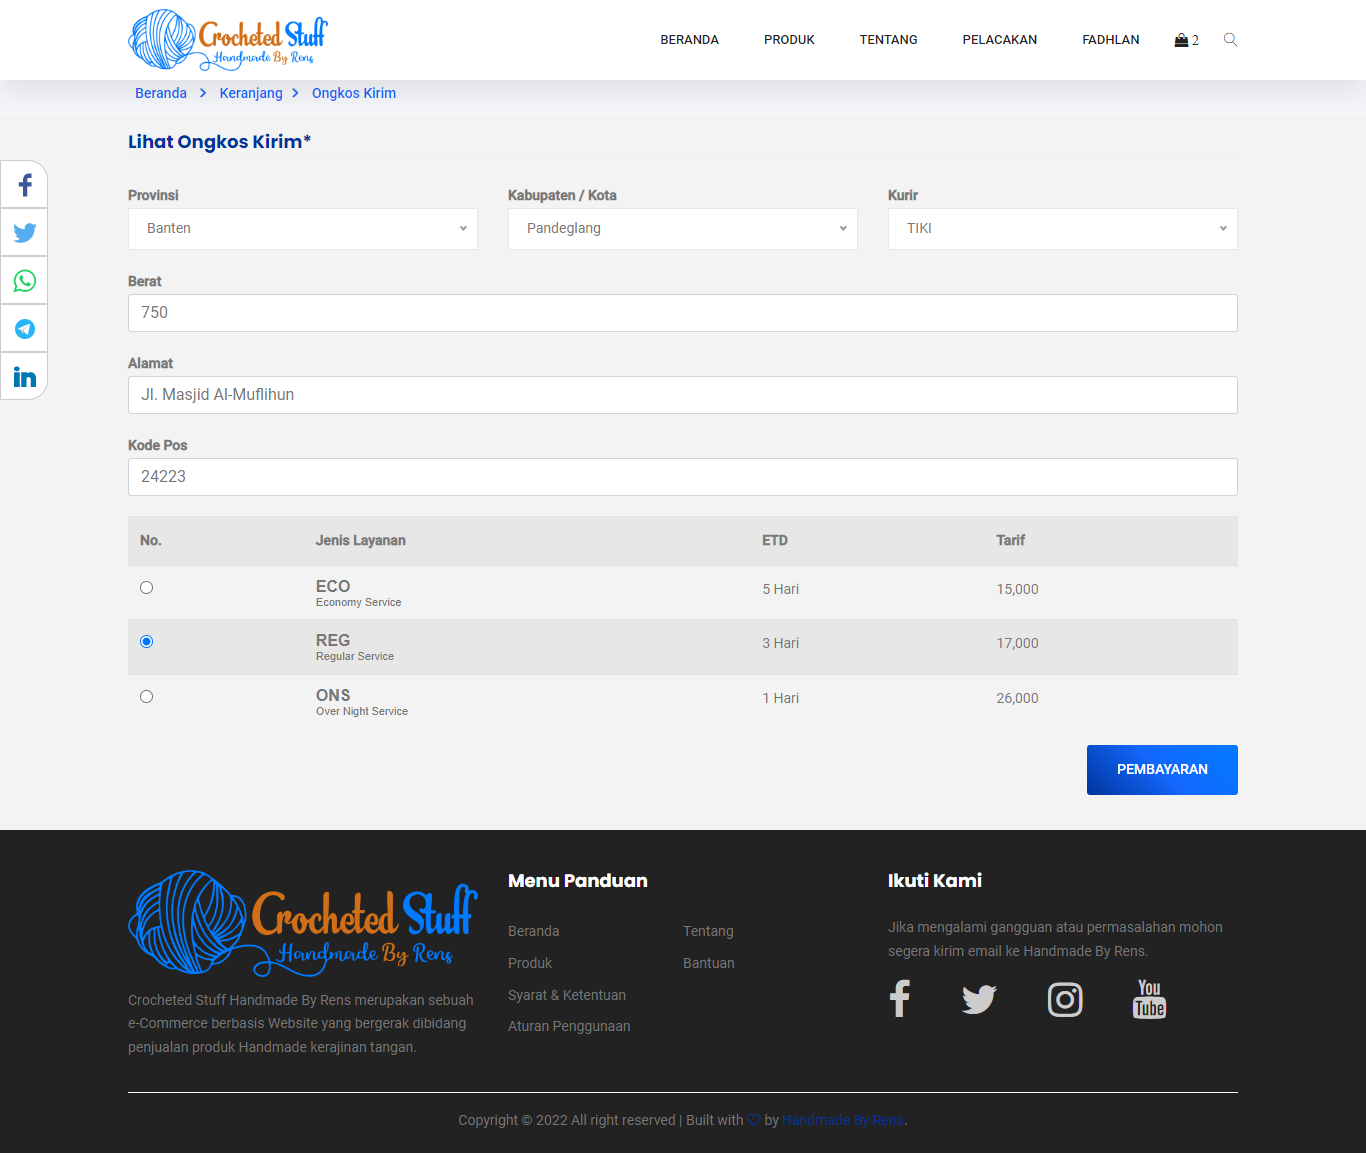 Crocheted Stuff
Handmade By Rens
BERANDA PRODUK TENTANG PELACAKAN FADHLAN 2
Beranda Keranjang Ongkos Kirim
Lihat Ongkos Kirim*
Provinsi Kabupaten / Kota Kurir
Banten Pandeglang TIKI
Berat
750
Alamat
Jl. Masjid Al-Muflihun
Kode Pos
24223
No. Jenis Layanan ETD Tarif
ECO 5 Hari 15,000
Economy Service
REG 3 Hari 17,000
Regular Service
ONS 1 Hari 26,000
Over Night Service
PEMBAYARAN
Crocheted Stuff
Handmade By Rens
Crocheted Stuff Handmade By Rens merupakan sebuah
e-Commerce berbasis Website yang bergerak dibidang
penjualan produk Handmade kerajinan tangan.
Menu Panduan
Beranda Tentang
Produk Bantuan
Syarat & Ketentuan
Aturan Penggunaan
Ikuti Kami
Jika mengalami gangguan atau permasalahan mohon
segera kirim email ke Handmade By Rens.
You
Tube
Copyright © 2022 All right reserved | Built with by Handmade By Rens.